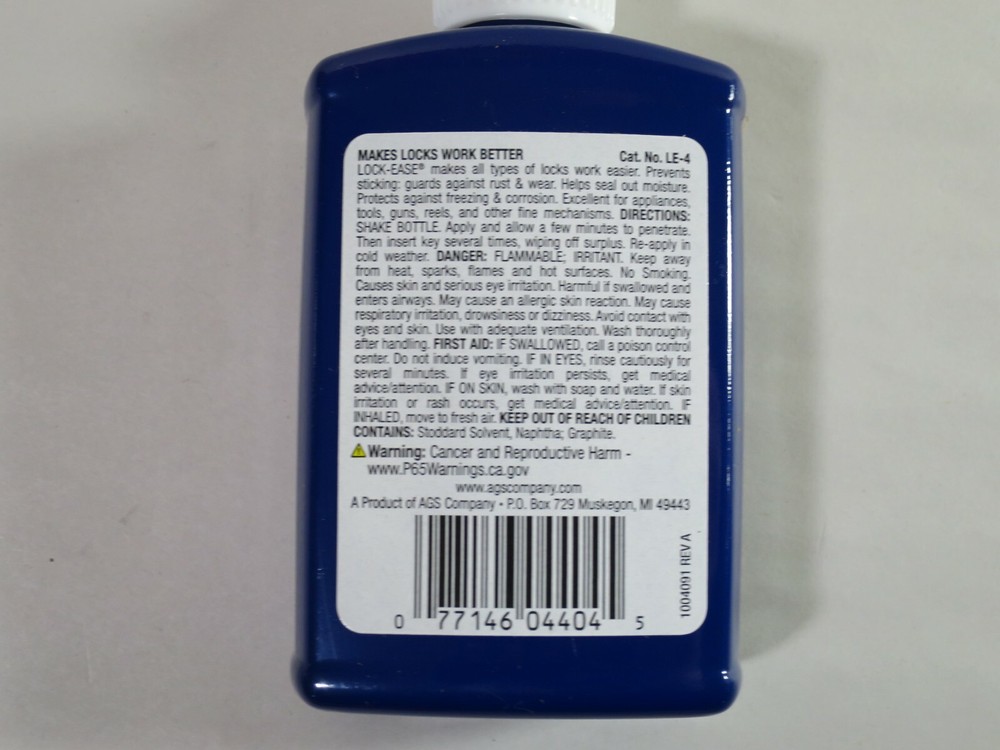 MAKES LOCKS WORK BETTER Cat. No. LE-4
LOCK-EASE® makes all types of locks work easier. Prevents
sticking: guards against rust & wear. Helps seal out moisture.
Protects against freezing & corrosion. Excellent for appliances,
tools, guns, reels, and other fine mechanisms. DIRECTIONS:
SHAKE BOTTLE. Apply and allow a few minutes to penetrate.
Then insert key several times, wiping off surplus. Re-apply in
cold weather. DANGER: FLAMMABLE; IRRITANT. Keep away
from heat, sparks, flames and hot surfaces. No Smoking.
Causes skin and serious eye irritation. Harmful if swallowed and
enters airways. May cause an allergic skin reaction. May cause
respiratory irritation, drowsiness or dizziness. Avoid contact with
eyes and skin. Use with adequate ventilation. Wash thoroughly
after handling. FIRST AID: IF SWALLOWED, call a poison control
center. Do not induce vomiting. IF IN EYES, rinse cautiously for
several minutes. If eye irritation persists, get medical
advice/attention. IF ON SKIN, wash with soap and water. If skin
irritation or rash occurs, get medical advice/attention. IF
INHALED, move to fresh air. KEEP OUT OF REACH OF CHILDREN
CONTAINS: Stoddard Solvent, Naphtha; Graphite.
Warning: Cancer and Reproductive Harm -
www.P65Warnings.ca.gov
www.agscompany.com
A Product of AGS Company • P.O. Box 729 Muskegon, MI 49443
1004091 REV A
0 77146 04404 5